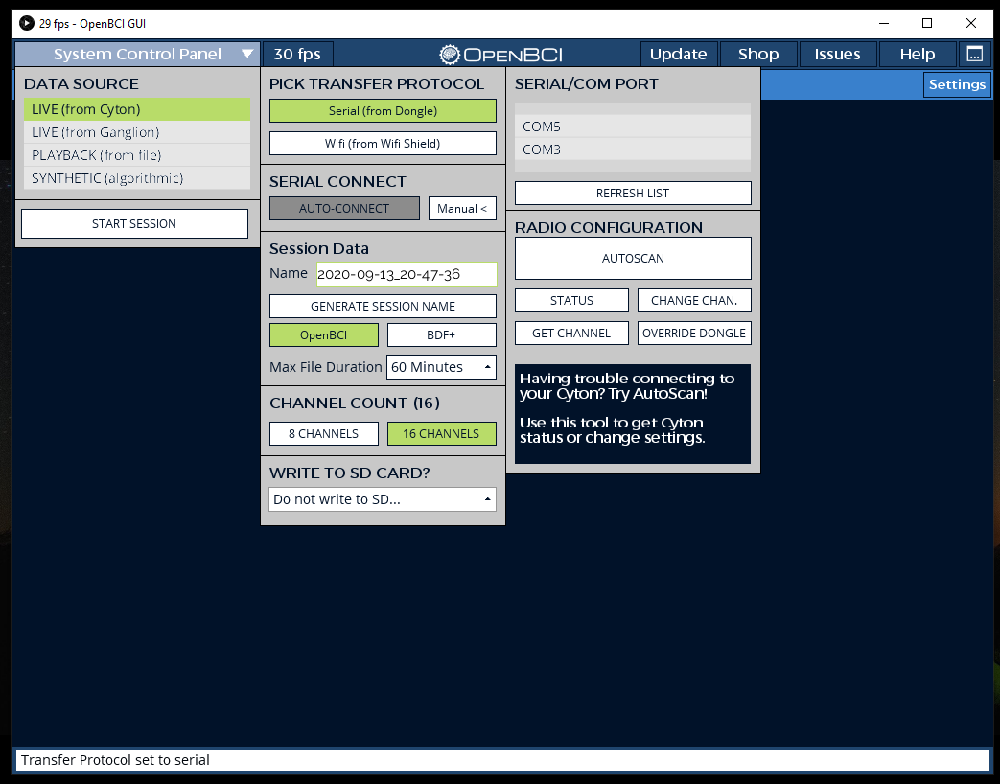 29 fps - OpenBCI GUI
System Control Panel
30 fps
OPENBCI
Update
Shop
Issues
Help
Settings
DATA SOURCE
LIVE (from Cyton)
LIVE (from Ganglion)
PLAYBACK (from file)
SYNTHETIC (algorithmic)
START SESSION
PICK TRANSFER PROTOCOL
Serial (from Dongle)
Wifi (from Wifi Shield)
SERIAL CONNECT
AUTO-CONNECT
Manual <
Session Data
Name 2020-09-13_20-47-36
GENERATE SESSION NAME
OpenBCI
BDF+
Max File Duration 60 Minutes
CHANNEL COUNT (16)
8 CHANNELS
16 CHANNELS
WRITE TO SD CARD?
Do not write to SD...
SERIAL/COM PORT
COM5
COM3
REFRESH LIST
RADIO CONFIGURATION
AUTOSCAN
STATUS
CHANGE CHAN.
GET CHANNEL
OVERRIDE DONGLE
Having trouble connecting to
your Cyton? Try AutoScan!
Use this tool to get Cyton
status or change settings.
Transfer Protocol set to serial